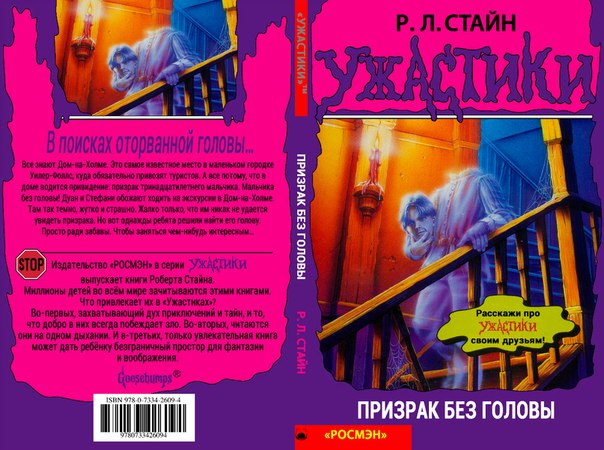 В поисках оторванной головы...
Все знают Дом-на-Холме. Это самое известное место в маленьком городке
Уилер-Фоллс, куда обязательно привозят туристов. А все потому, что в
доме водится привидение: призрак тринадцатилетнего мальчика. Мальчика
без головы! Дуан и Стефани обожают ходить на экскурсии в Дом-на-Холме.
Там так темно, жутко и страшно. Жалко только, что им никак не удается
увидеть призрака. Но вот однажды ребята решили найти его голову.
Просто ради забавы. Чтобы заняться чем-нибудь интересным...
STOP
Издательство «РОСМЭН» в серии УЖАСТИКИ
выпускает книги Роберта Стайна.
Миллионы детей во всём мире зачитываются этими книгами.
Что привлекает их в «Ужастиках»?
Во-первых, захватывающий дух приключений и тайн, и то,
что добро в них всегда побеждает зло. Во-вторых, читаются
они на одном дыхании. И в-третьих, только увлекательная книга
может дать ребёнку безграничный простор для фантазии
и воображения.
Goosebumps®
ISBN 978-0-7334-2609-4
9780733426094
«УЖАСТИКИ»™
ПРИЗРАК БЕЗ ГОЛОВЫ
Р. Л. СТАЙН
Р. Л. СТАЙН
УЖАСТИКИ
Расскажи про
УЖАСТИКИ
своим друзьям!
ПРИЗРАК БЕЗ ГОЛОВЫ
«РОСМЭН»